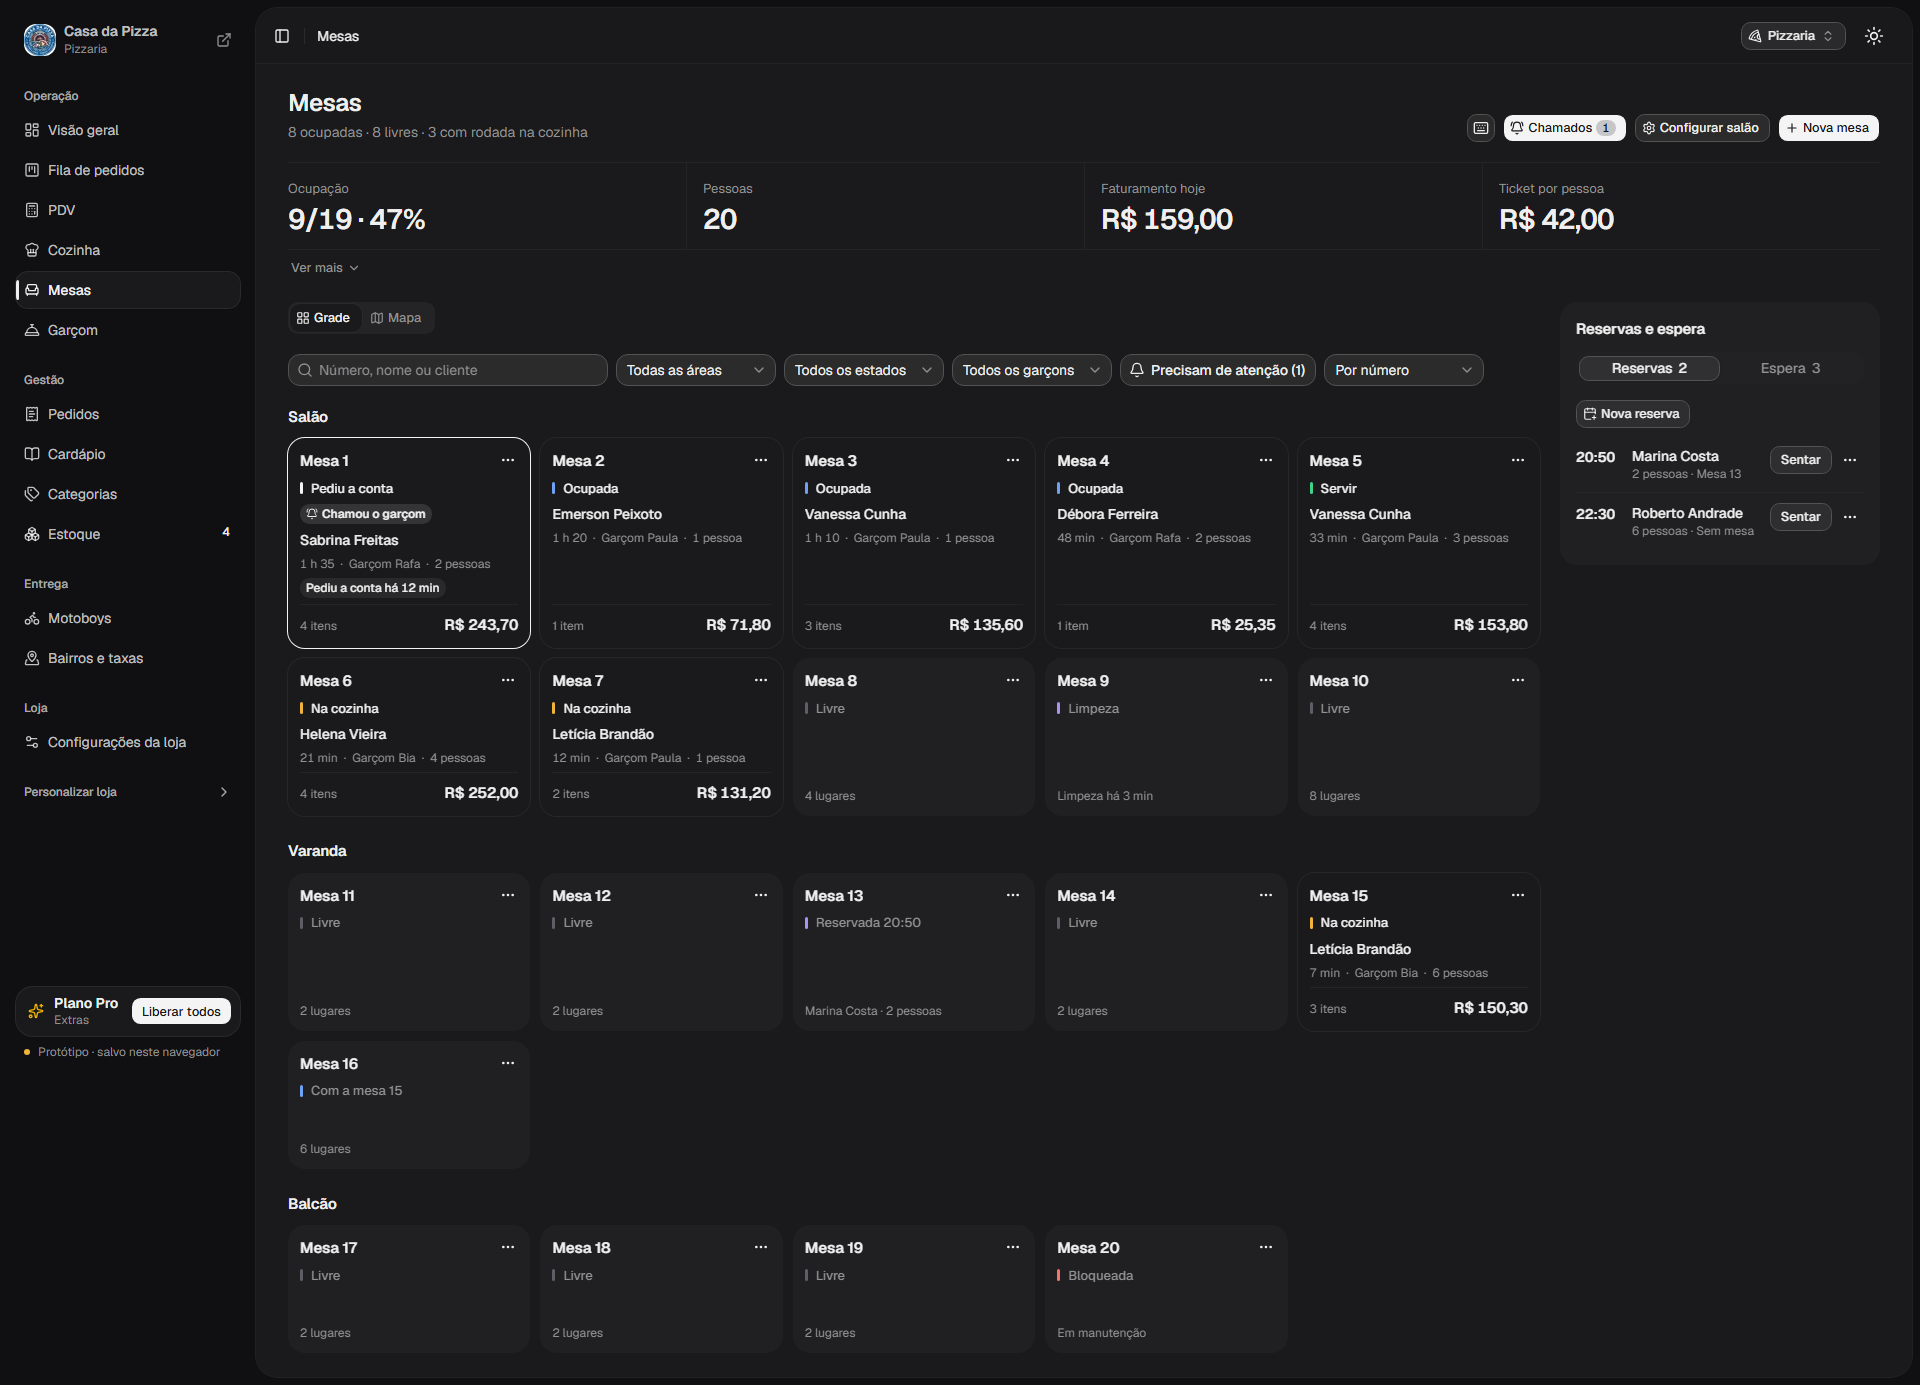 Casa da Pizza
Pizzaria
Operação
Visão geral
Fila de pedidos
PDV
Cozinha
Mesas
Garçom
Gestão
Pedidos
Cardápio
Categorias
Estoque 4
Entrega
Motoboys
Bairros e taxas
Loja
Configurações da loja
Personalizar loja
Plano Pro
Extras
Liberar todos
Protótipo · salvo neste navegador
Mesas
Pizzaria
Mesas
8 ocupadas · 8 livres · 3 com rodada na cozinha
Chamados 1
Configurar salão
Nova mesa
Ocupação
9/19 · 47%
Pessoas
20
Faturamento hoje
R$ 159,00
Ticket por pessoa
R$ 42,00
Ver mais
Grade
Mapa
Número, nome ou cliente
Todas as áreas
Todos os estados
Todos os garçons
Precisam de atenção (1)
Por número
Salão
Mesa 1
Pediu a conta
Chamou o garçom
Sabrina Freitas
1 h 35 · Garçom Rafa · 2 pessoas
Pediu a conta há 12 min
4 itens R$ 243,70
Mesa 2
Ocupada
Emerson Peixoto
1 h 20 · Garçom Paula · 1 pessoa
1 item R$ 71,80
Mesa 3
Ocupada
Vanessa Cunha
1 h 10 · Garçom Paula · 1 pessoa
3 itens R$ 135,60
Mesa 4
Ocupada
Débora Ferreira
48 min · Garçom Rafa · 2 pessoas
1 item R$ 25,35
Mesa 5
Servir
Vanessa Cunha
33 min · Garçom Paula · 3 pessoas
4 itens R$ 153,80
Mesa 6
Na cozinha
Helena Vieira
21 min · Garçom Bia · 4 pessoas
4 itens R$ 252,00
Mesa 7
Na cozinha
Letícia Brandão
12 min · Garçom Paula · 1 pessoa
2 itens R$ 131,20
Mesa 8
Livre
4 lugares
Mesa 9
Limpeza
Limpeza há 3 min
Mesa 10
Livre
8 lugares
Varanda
Mesa 11
Livre
2 lugares
Mesa 12
Livre
2 lugares
Mesa 13
Reservada 20:50
Marina Costa · 2 pessoas
Mesa 14
Livre
2 lugares
Mesa 15
Na cozinha
Letícia Brandão
7 min · Garçom Bia · 6 pessoas
3 itens R$ 150,30
Mesa 16
Com a mesa 15
6 lugares
Balcão
Mesa 17
Livre
2 lugares
Mesa 18
Livre
2 lugares
Mesa 19
Livre
2 lugares
Mesa 20
Bloqueada
Em manutenção
Reservas e espera
Reservas 2
Espera 3
Nova reserva
20:50 Marina Costa
2 pessoas · Mesa 13
Sentar
22:30 Roberto Andrade
6 pessoas · Sem mesa
Sentar